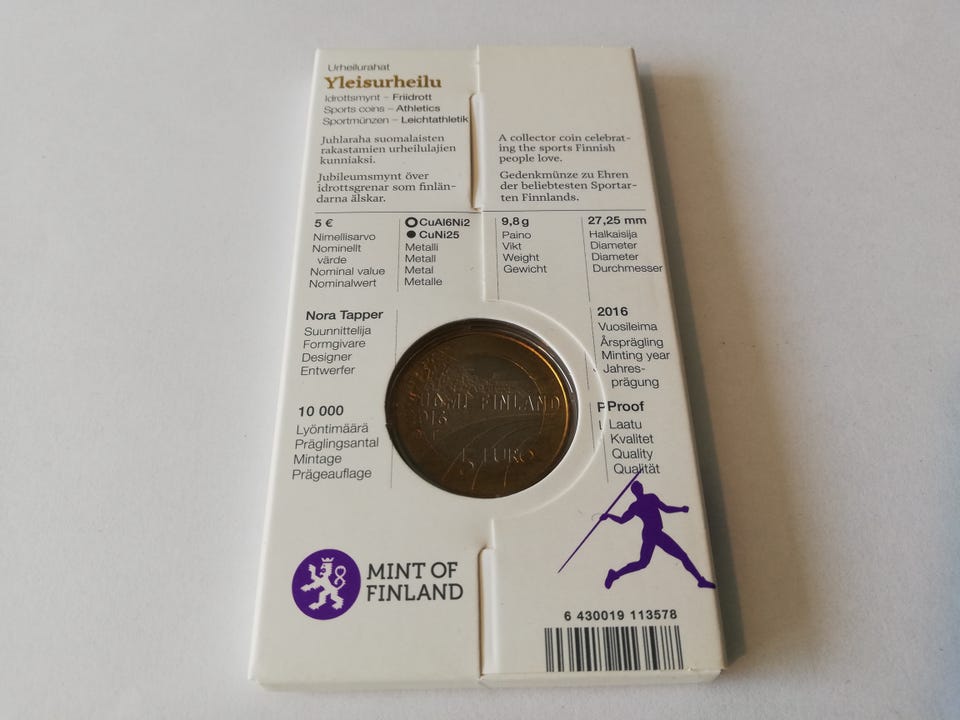 Urheilurahat
Yleisurheilu
Idrottsmynt – Friidrott
Sports coins – Athletics
Sportmünzen – Leichtathletik
Juhlaraha suomalaisten
rakastamien urheilulajien
kunniaksi.
Jubileumsmynt över
idrottsgrenar som finlän-
darna älskar.
A collector coin celebrat-
ing the sports Finnish
people love.
Gedenkmünze zu Ehren
der beliebtesten Sportar-
ten Finnlands.
5 €
Nimellisarvo
Nominellt
värde
Nominal value
Nominalwert
CuAl6Ni2
CuNi25
Metalli
Metall
Metal
Metalle
9,8 g
Paino
Vikt
Weight
Gewicht
27,25 mm
Halkaisija
Diameter
Diameter
Durchmesser
Nora Tapper
Suunnittelija
Formgivare
Designer
Entwerfer
2016
Vuosileima
Årsprägling
Minting year
Jahres-
prägung
FINLAND
5 EURO
10 000
Lyöntimäärä
Präglingsantal
Mintage
Prägeauflage
Proof
Laatu
Kvalitet
Quality
Qualität
MINT OF
FINLAND
6 430019 113578